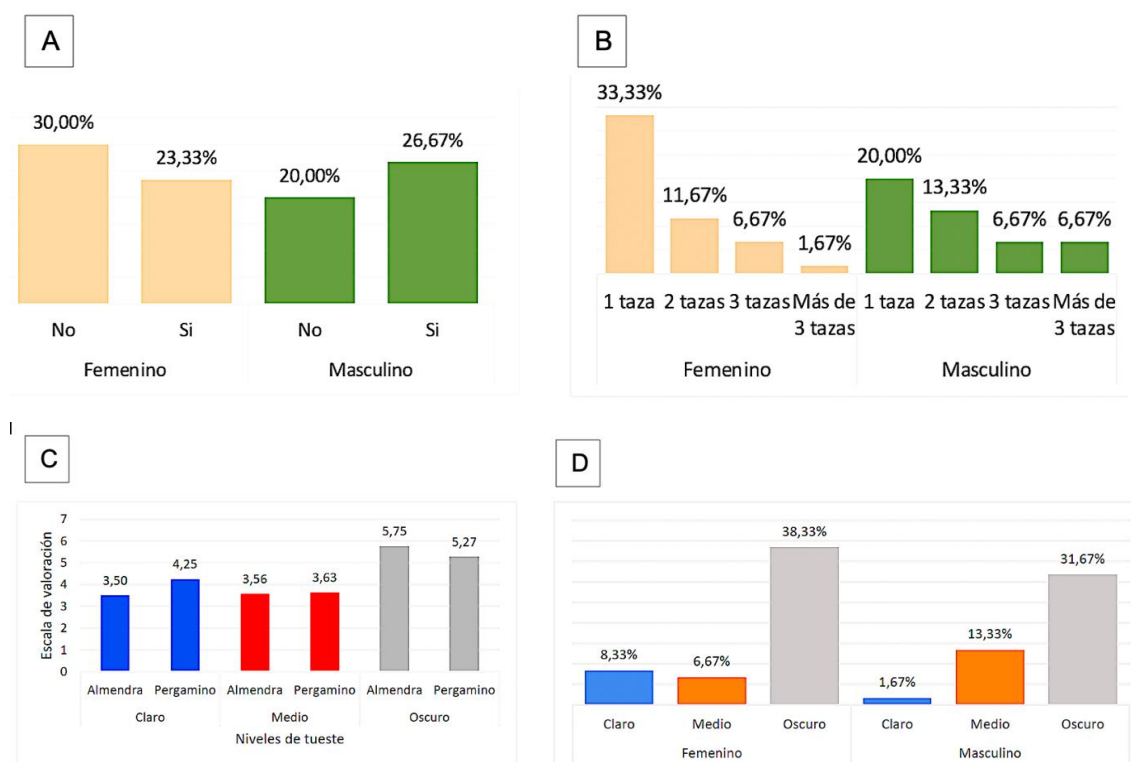 A
30,00%
23,33%
20,00%
26,67%
No Si No Si
Femenino Masculino
B
33,33%
11,67%
6,67%
1,67%
20,00%
13,33%
6,67%
6,67%
1 taza 2 tazas 3 tazas Más de 3 tazas 1 taza 2 tazas 3 tazas Más de 3 tazas
Femenino Masculino
C
Escala de valoración
7
6
5
4
3
2
1
0
3,50
4,25
3,56
3,63
5,75
5,27
Almendra Pergamino Almendra Pergamino Almendra Pergamino
Claro Medio Oscuro
Niveles de tueste
D
8,33%
6,67%
38,33%
1,67%
13,33%
31,67%
Claro Medio Oscuro Claro Medio Oscuro
Femenino Masculino